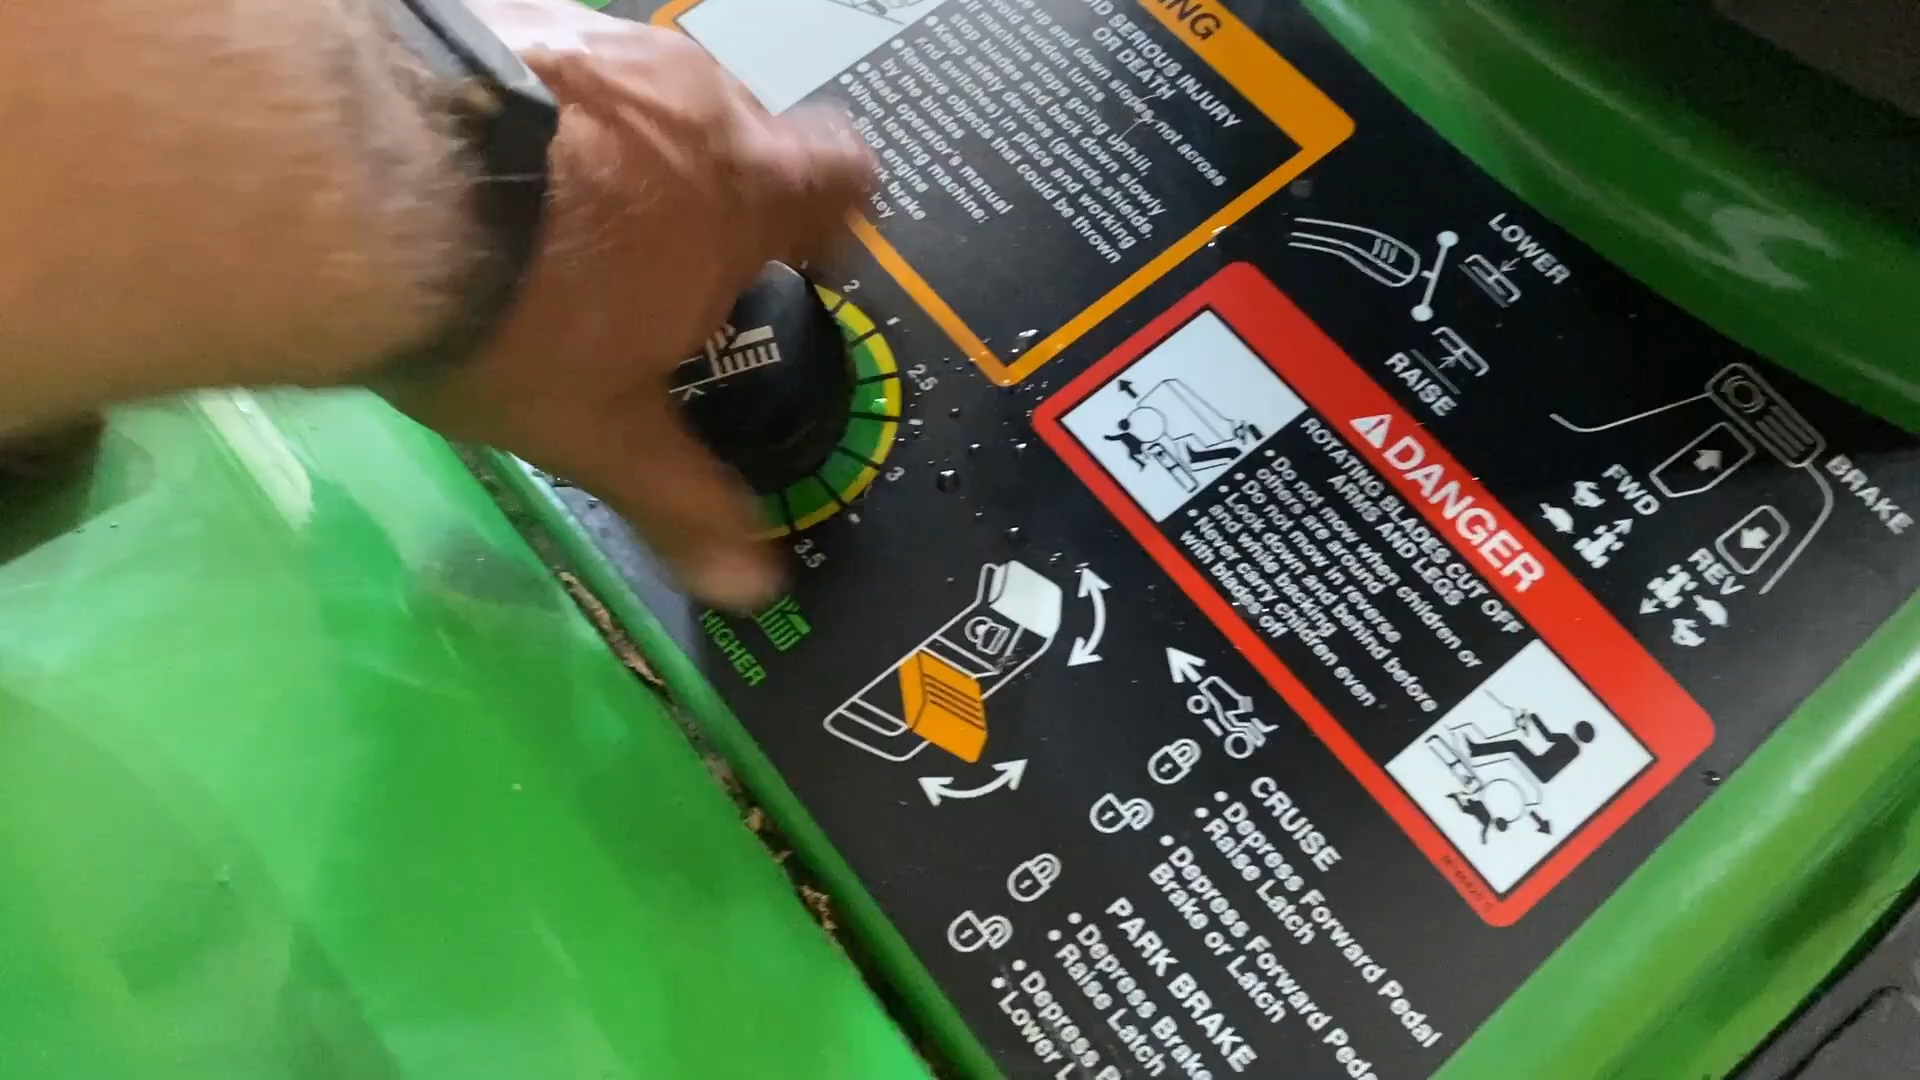 ING
ID SERIOUS INJURY
OR DEATH
up and down slopes, not across
void sudden turns
If machine stops going uphill,
stop blades and back down slowly
Keep safety devices (guards, shields,
and switches) in place and working
Remove objects that could be thrown
by the blades
Read operator's manual
When leaving machine:
Stop engine
brake
key
2
2.5
3
3.5
HIGHER
LOWER
RAISE
BRAKE
FWD
REV
DANGER
ROTATING BLADES CUT OFF
ARMS AND LEGS
• Do not mow when children or
others are around
• Do not mow in reverse
• Look down and behind before
and while backing
• Never carry children even
with blades off
CRUISE
• Depress Forward Pedal
• Raise Latch
• Depress Forward Peda
Brake or Latch
PARK BRAKE
• Depress Brake
• Raise Latch
• Depress
• Lower